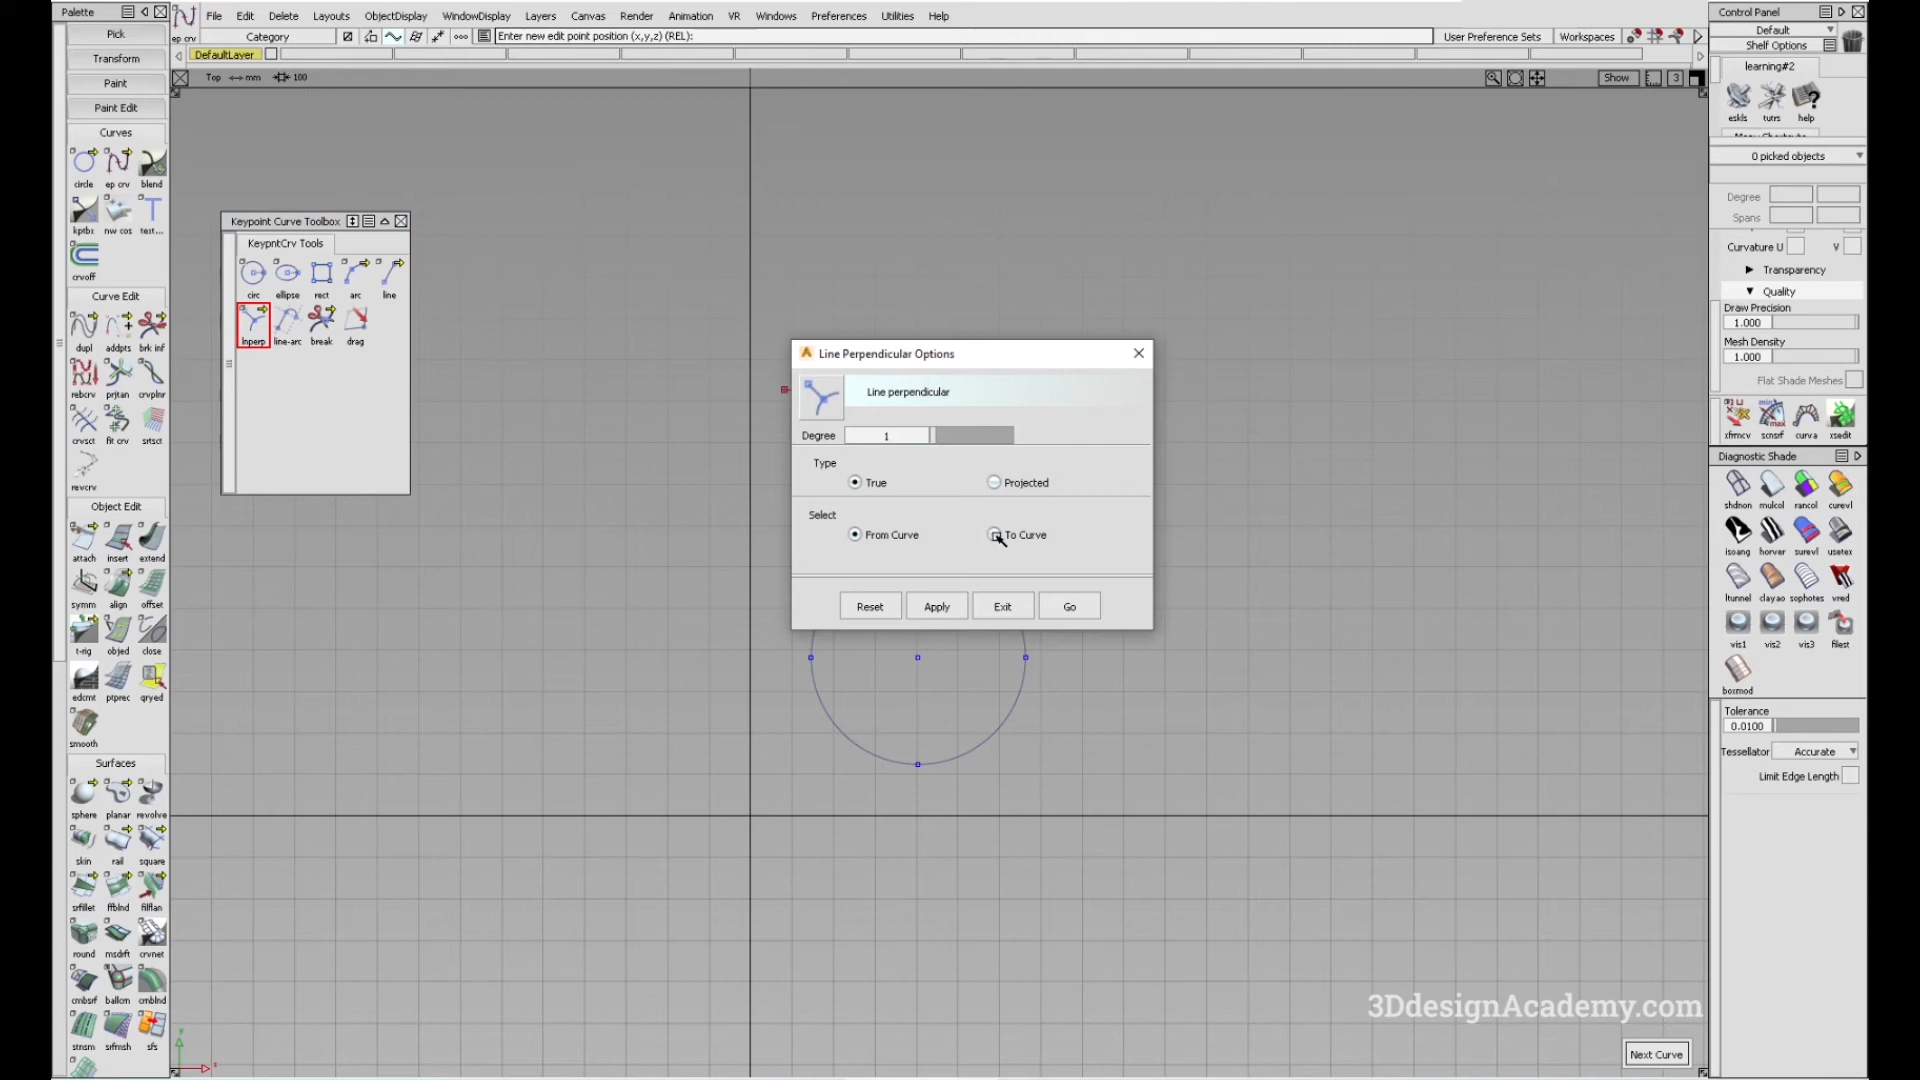 Palette
File Edit Delete Layouts ObjectDisplay WindowDisplay Layers Canvas Render Animation VR Windows Preferences Utilities Help
Control Panel
ep crv
Category
Enter new edit point position (x,y,z) (REL):
User Preference Sets
Workspaces
Default
Shelf Options
DefaultLayer
Top mm 100
Show
3
learning#2
eskls tutrs help
0 picked objects
Degree
Spans
Curvature U V
Transparency
Quality
Draw Precision
1.000
Mesh Density
1.000
Flat Shade Meshes
xfrmcv scnsrf curva xsedit
Diagnostic Shade
shdnon mulcol rancol curevl
isoang horver surevl usetex
ltunnel clayao sophotes vred
vis1 vis2 vis3 filest
boxmod
Tolerance
0.0100
Tessellator Accurate
Limit Edge Length
Pick
Transform
Paint
Paint Edit
Curves
circle ep crv blend
kptbx nw cos text...
crvoff
Curve Edit
dupl addpts brk inf
rebcrv prjtan crvplnr
crvsct fit crv srtsct
revcrv
Object Edit
attach insert extend
symm align offset
t-rig objed close
edcmt ptprec qryed
smooth
Surfaces
sphere planar revolve
skin rail square
srfillet ffblnd filflan
round msdrft crvnet
cmbsrf ballcrn cmblnd
stnsrn srfmsh sfs
Keypoint Curve Toolbox
KeypntCrv Tools
circ ellipse rect arc line
lnperp line-arc break drag
Line Perpendicular Options
Line perpendicular
Degree 1
Type
True
Projected
Select
From Curve
To Curve
Reset
Apply
Exit
Go
3DdesignAcademy.com
Next Curve
y
x